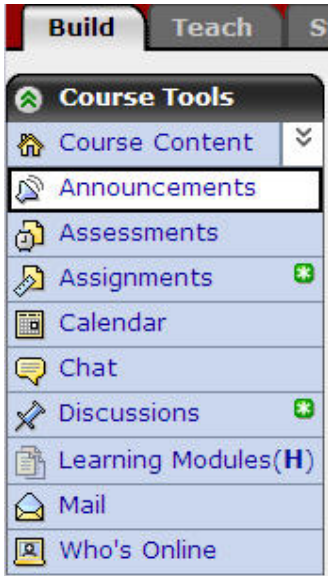 Build Teach S
Course Tools
Course Content
Announcements
Assessments
Assignments
Calendar
Chat
Discussions
Learning Modules(H)
Mail
Who's Online